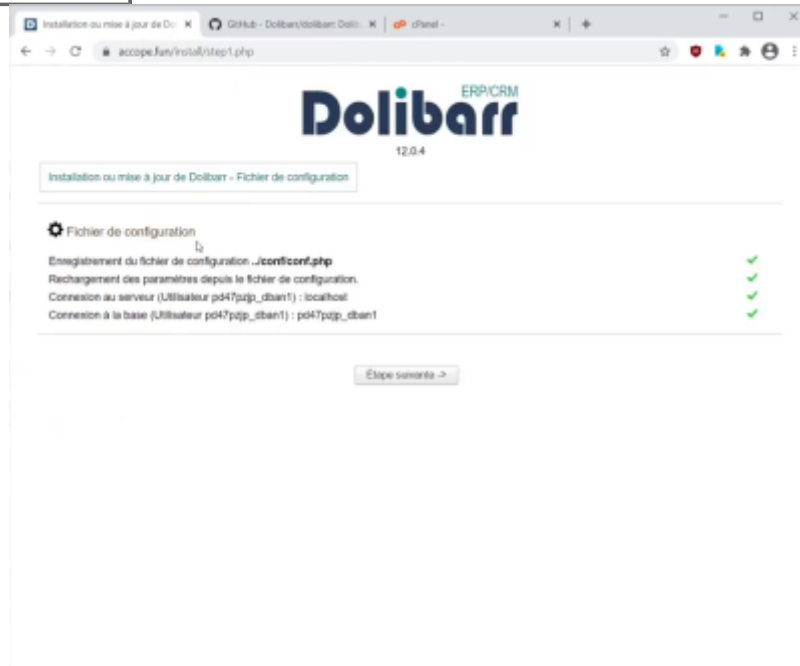 Installation ou mise à jour de Do
GitHub - Dolibarr/dolibarr: Doli
cPanel -
accope.fun/install/step1.php
ERP/CRM
Dolibarr
12.0.4
Installation ou mise à jour de Dolibarr - Fichier de configuration
Fichier de configuration
Enregistrement du fichier de configuration ../conf/conf.php
Rechargement des paramètres depuis le fichier de configuration.
Connexion au serveur (Utilisateur pd47pzjp_dban1) : localhost
Connexion à la base (Utilisateur pd47pzjp_dban1) : pd47pzjp_dban1
Étape suivante ->